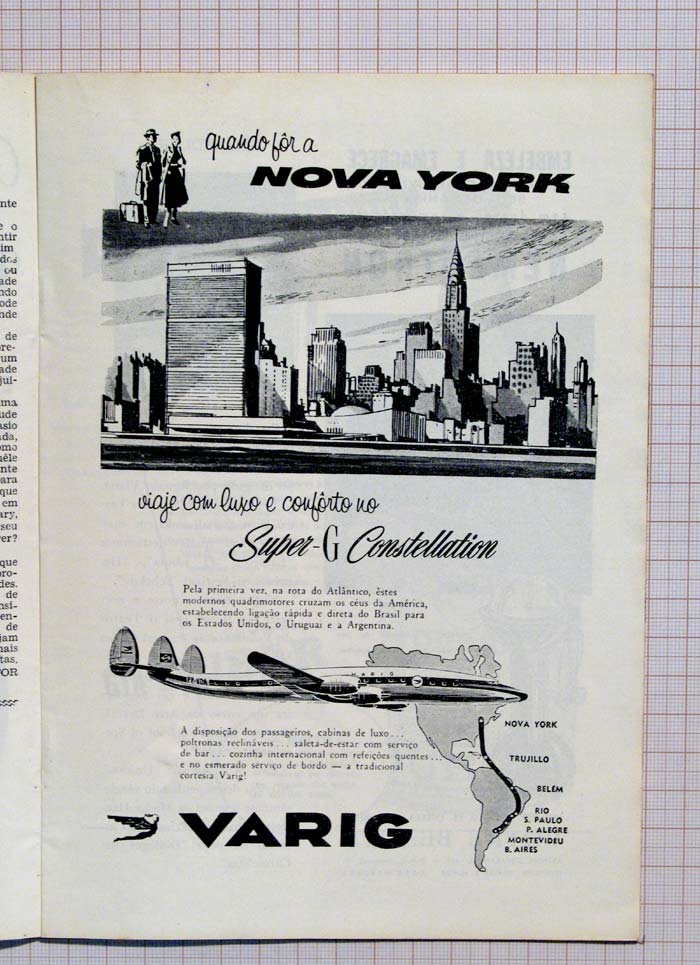 quando fôr a
NOVA YORK
viaje com luxo e confôrto no
Super-G Constellation
Pela primeira vez, na rota do Atlântico, êstes
modernos quadrimotores cruzam os céus da América,
estabelecendo ligação rápida e direta do Brasil para
os Estados Unidos, o Uruguai e a Argentina.
VARIG
À disposição dos passageiros, cabinas de luxo...
poltronas reclináveis... saleta-de-estar com serviço
de bar... cozinha internacional com refeições quentes...
e no esmerado serviço de bordo — a tradicional
cortesia Varig!
NOVA YORK
TRUJILLO
BELÉM
RIO
S. PAULO
P. ALEGRE
MONTEVIDEU
B. AIRES
VARIG